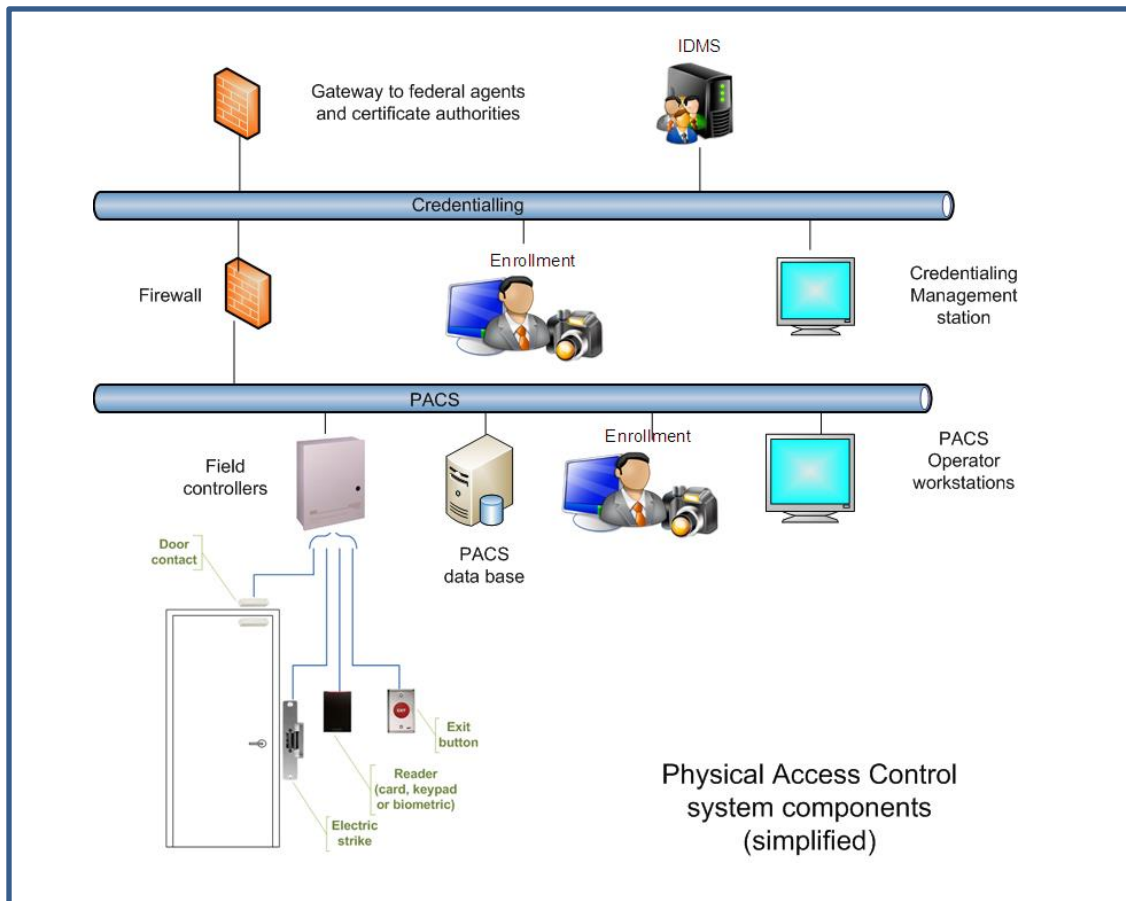 IDMS
Gateway to federal agents
and certificate authorities
Credentialling
Enrollment
Firewall
Credentialing
Management
station
PACS
Enrollment
Field
controllers
PACS
Operator
workstations
PACS
data base
Door
contact
EXIT
Exit
button
Reader
(card, keypad
or biometric)
Electric
strike
Physical Access Control
system components
(simplified)